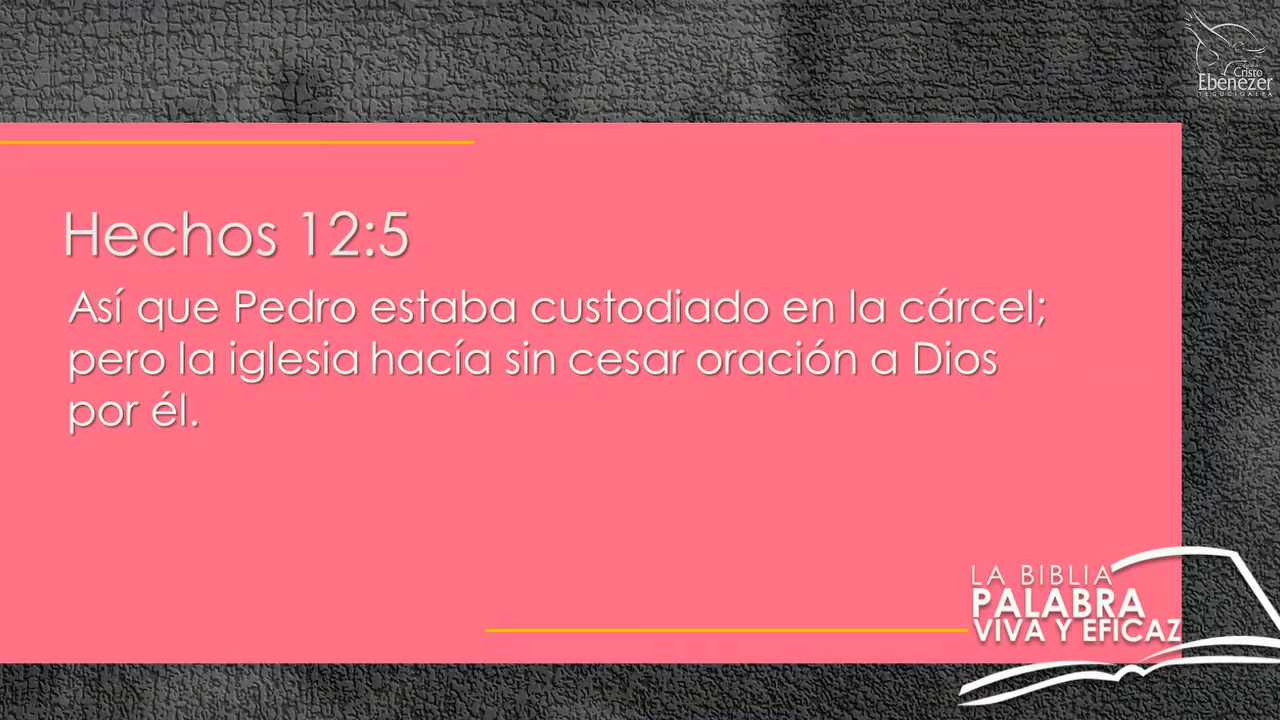 Cristo
Ebenezer
TEGUCIGALPA
Hechos 12:5
Así que Pedro estaba custodiado en la cárcel;
pero la iglesia hacía sin cesar oración a Dios
por él.
LA BIBLIA
PALABRA
VIVA Y EFICAZ